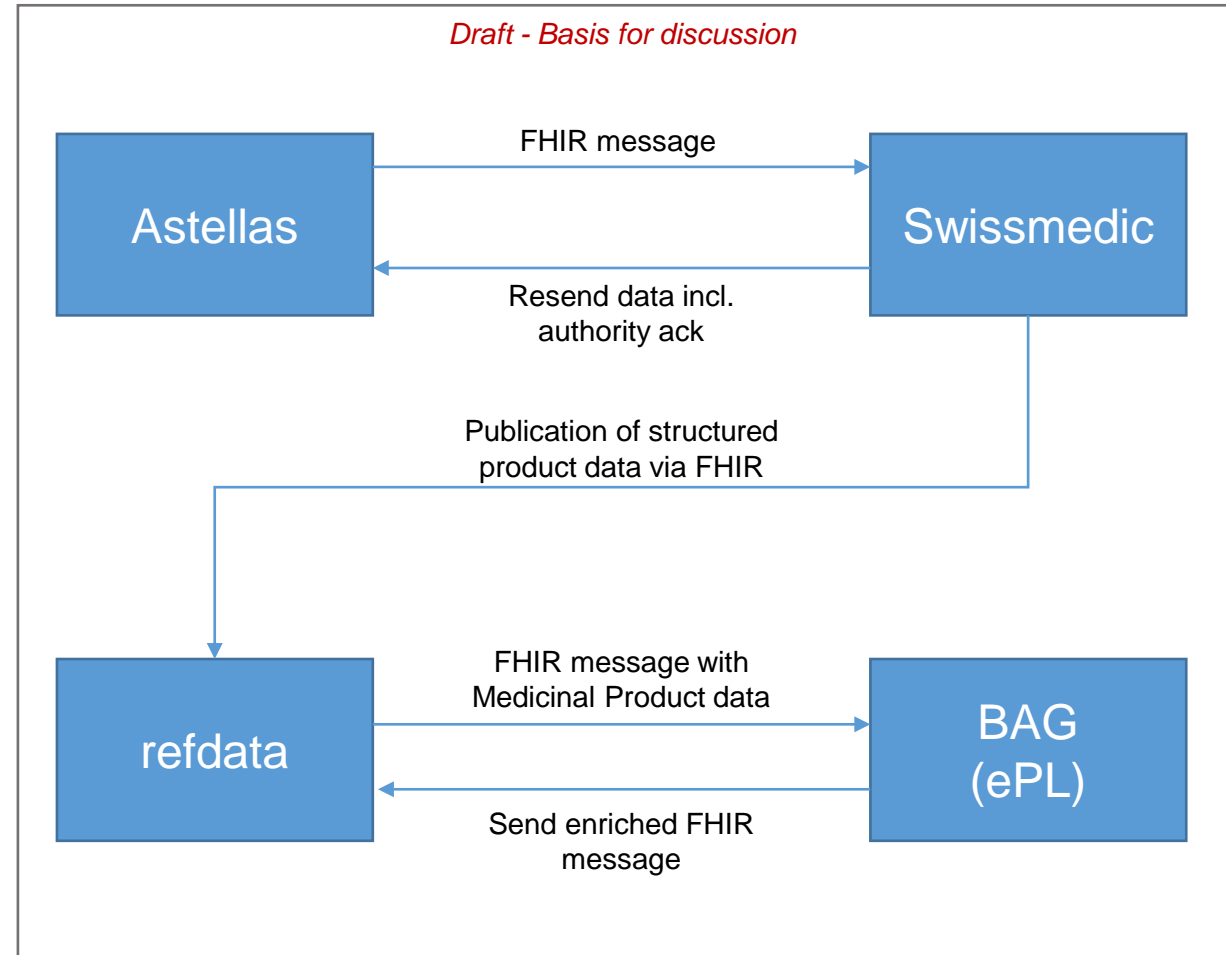 Draft - Basis for discussion
FHIR message
Astellas
Swissmedic
Resend data incl.
authority ack
Publication of structured
product data via FHIR
FHIR message with
Medicinal Product data
refdata
BAG
(ePL)
Send enriched FHIR
message